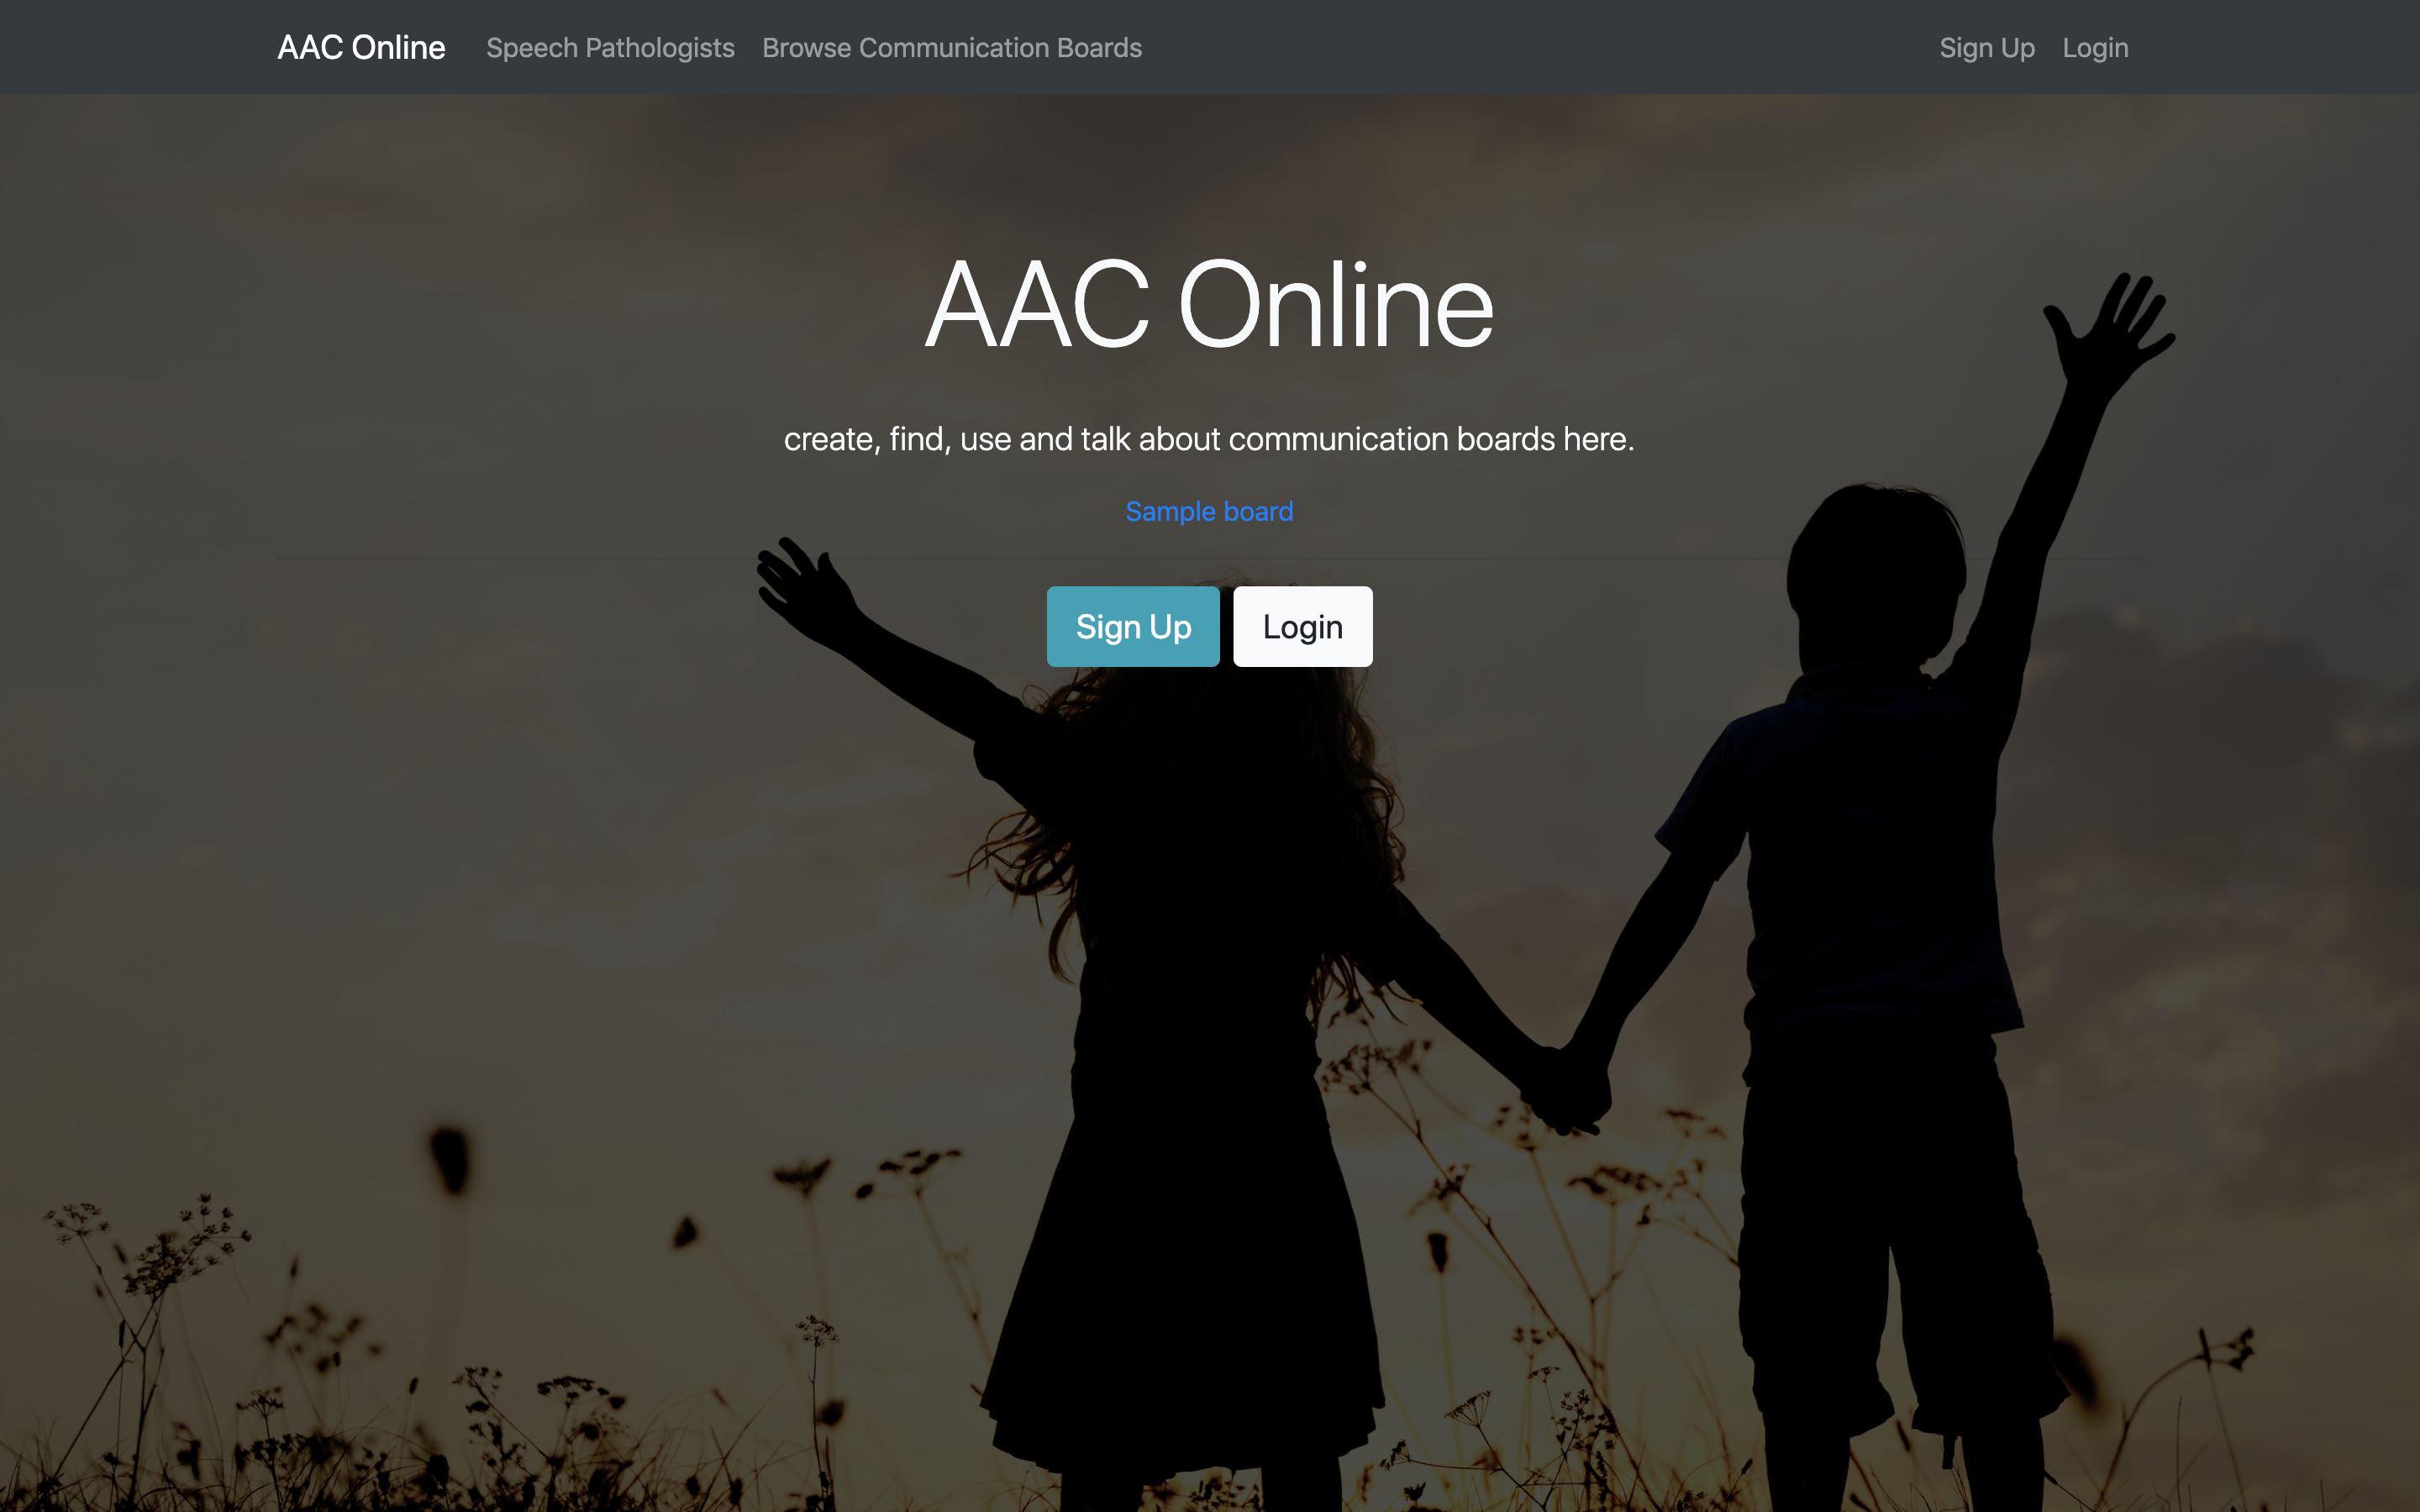 AAC Online Speech Pathologists Browse Communication Boards Sign Up Login
AAC Online
create, find, use and talk about communication boards here.
Sample board
Sign Up Login